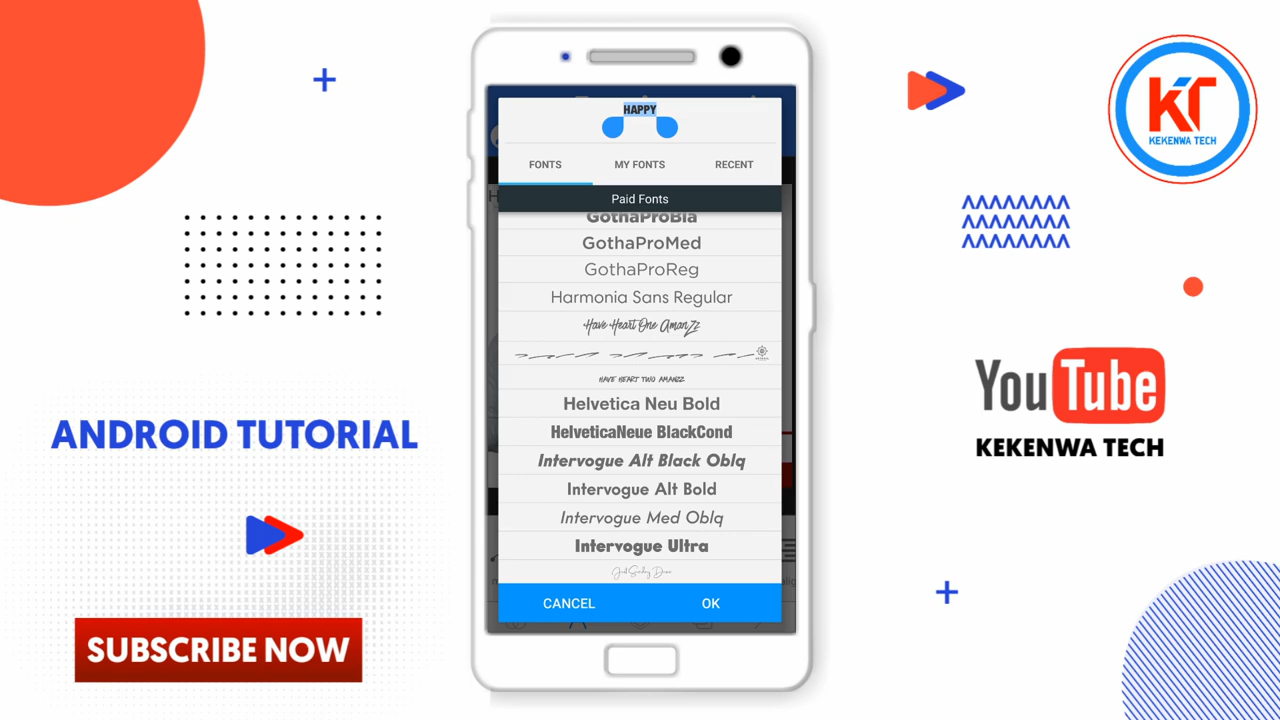 HAPPY
FONTS
MY FONTS
RECENT
Paid Fonts
GothaProBla
GothaProMed
GothaProReg
Harmonia Sans Regular
Have Heart One AmanZz
HAVE HEART TWO AMANZZ
Helvetica Neu Bold
HelveticaNeue BlackCond
Intervogue Alt Black Oblq
Intervogue Alt Bold
Intervogue Med Oblq
Intervogue Ultra
CANCEL
OK
ANDROID TUTORIAL
SUBSCRIBE NOW
KT
KEKENWA TECH
YouTube
KEKENWA TECH